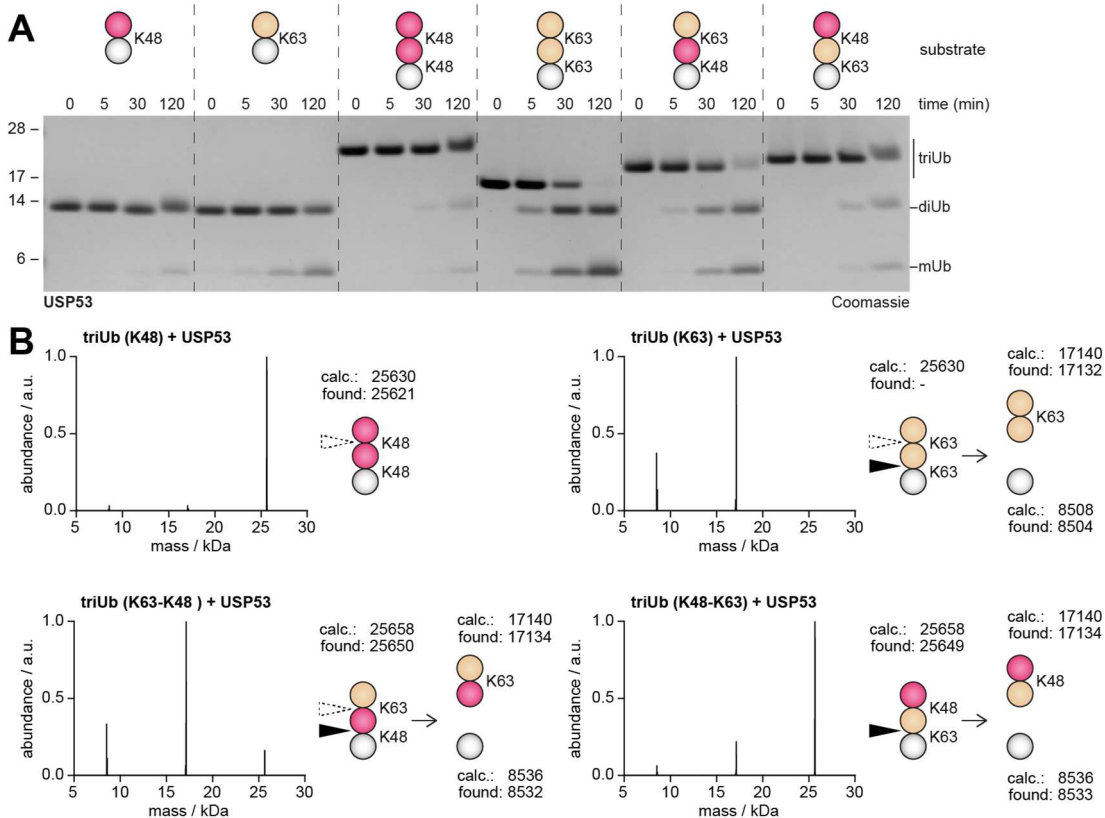 A
K48
K63
K48
K48
K63
K63
K63
K48
K48
K63
substrate
0 5 30 120 0 5 30 120 0 5 30 120 0 5 30 120 0 5 30 120 0 5 30 120 time (min)
28
17
14
6
triUb
diUb
mUb
USP53
Coomassie
B
triUb (K48) + USP53
abundance / a.u.
1.0
0.5
0.0
5 10 15 20 25 30
mass / kDa
calc.: 25630
found: 25621
K48
K48
triUb (K63) + USP53
abundance / a.u.
1.0
0.5
0.0
5 10 15 20 25 30
mass / kDa
calc.: 25630
found: -
K63
K63
calc.: 17140
found: 17132
K63
calc.: 8508
found: 8504
triUb (K63-K48 ) + USP53
abundance / a.u.
1.0
0.5
0.0
5 10 15 20 25 30
mass / kDa
calc.: 25658
found: 25650
K63
K48
calc.: 17140
found: 17134
K63
calc.: 8536
found: 8532
triUb (K48-K63) + USP53
abundance / a.u.
1.0
0.5
0.0
5 10 15 20 25 30
mass / kDa
calc.: 25658
found: 25649
K48
K63
calc.: 17140
found: 17134
K48
calc.: 8536
found: 8533